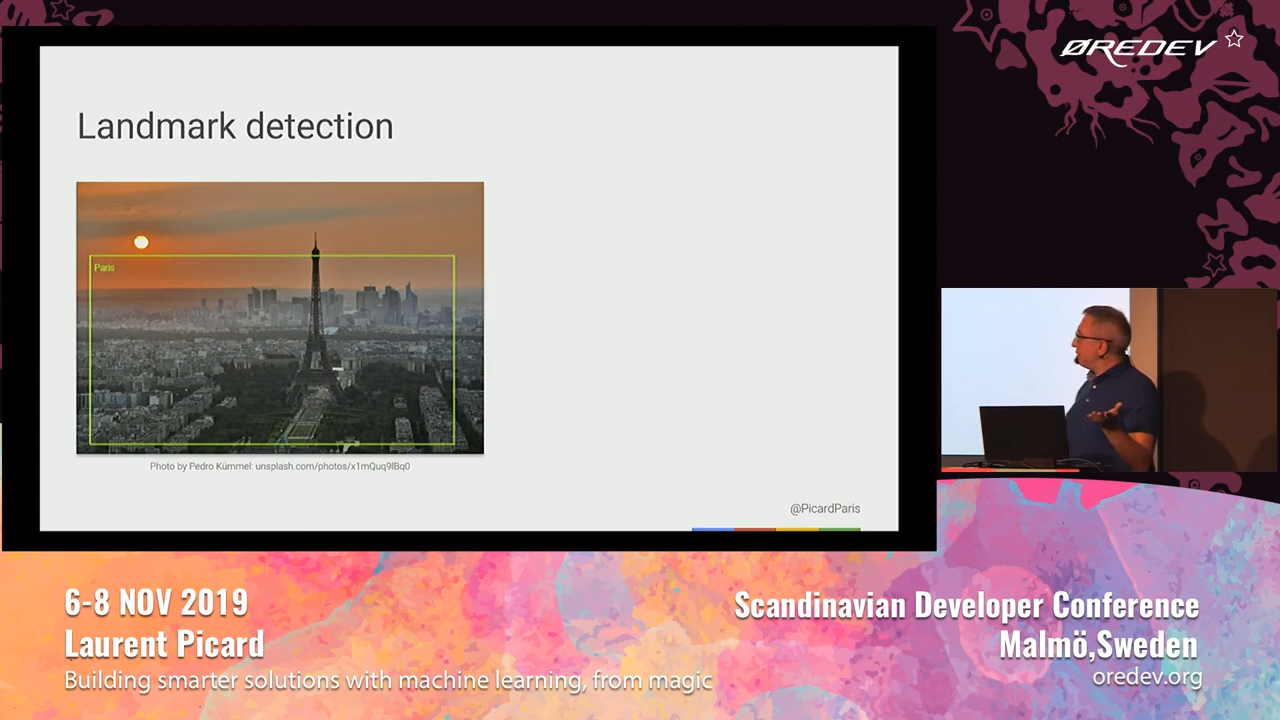 ØREDEV
Landmark detection
Paris
Photo by Pedro Kümmel: unsplash.com/photos/x1mQuq9lBq0
@PicardParis
6-8 NOV 2019
Laurent Picard
Building smarter solutions with machine learning, from magic
Scandinavian Developer Conference
Malmö,Sweden
oredev.org